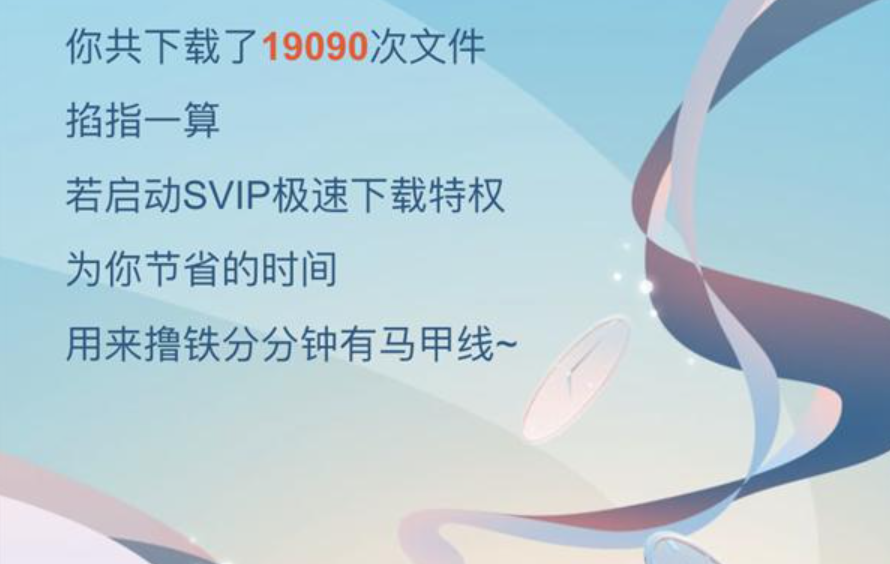 你共下载了19090次文件
掐指一算
若启动SVIP极速下载特权
为你节省的时间
用来撸铁分分钟有马甲线~